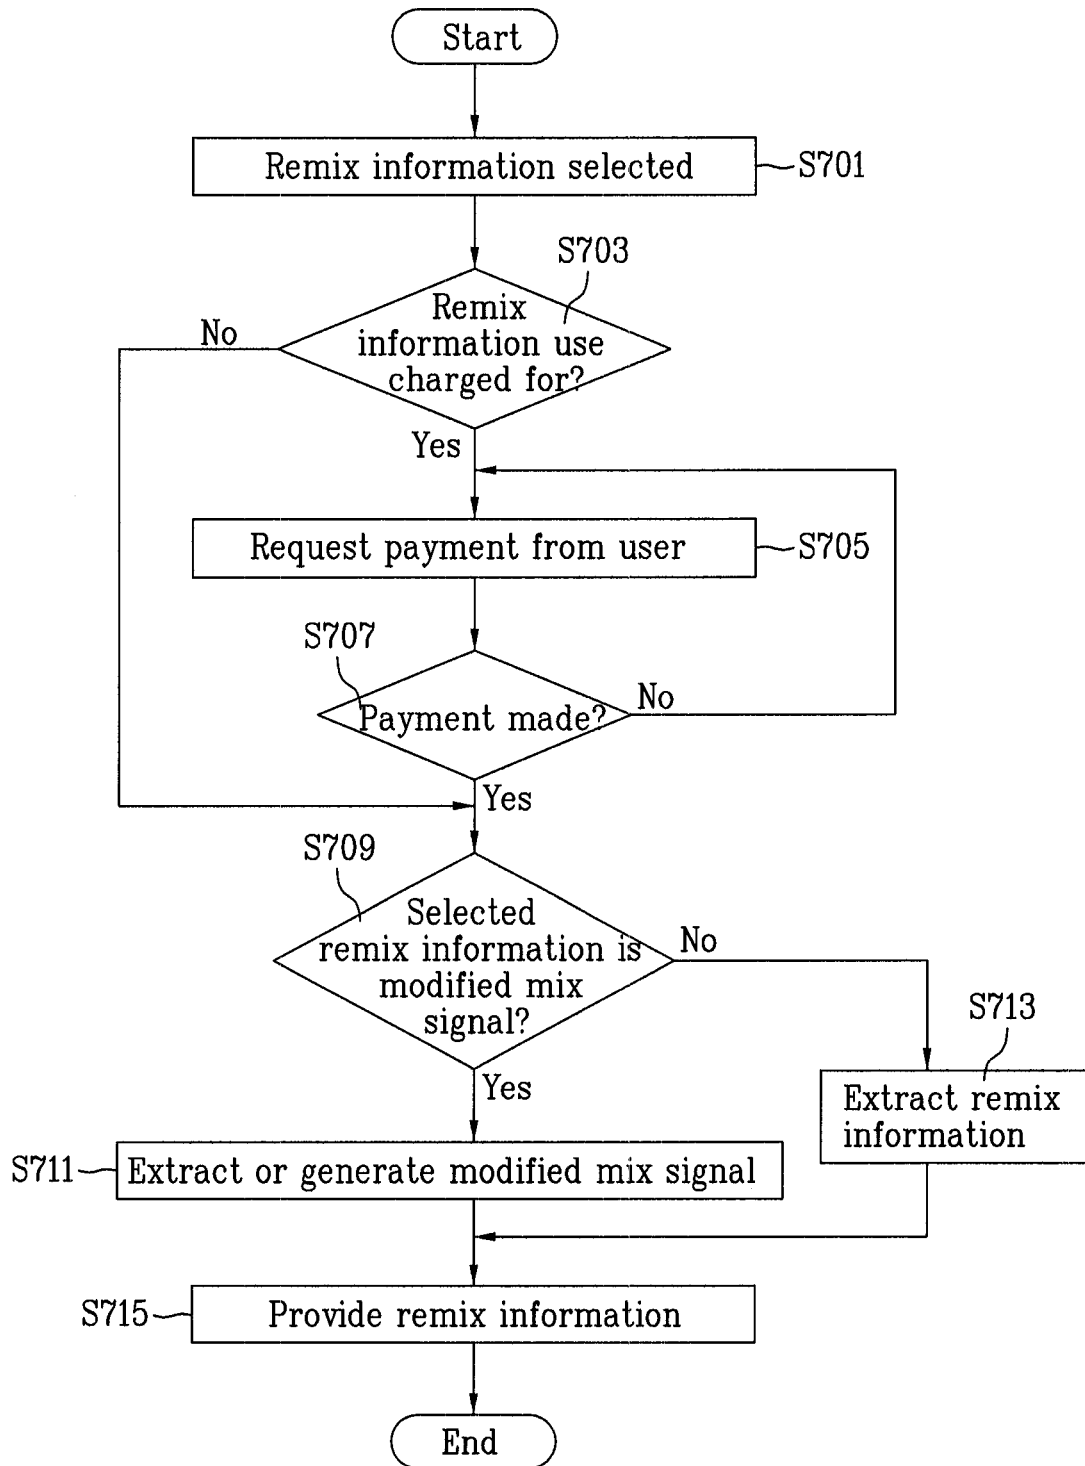 Start
Remix information selected
S701
S703
Remix
information use
charged for?
No
Yes
Request payment from user
S705
S707
Payment made?
No
Yes
S709
Selected
remix information is
modified mix
signal?
No
Yes
S713
Extract remix
information
S711
Extract or generate modified mix signal
S715
Provide remix information
End